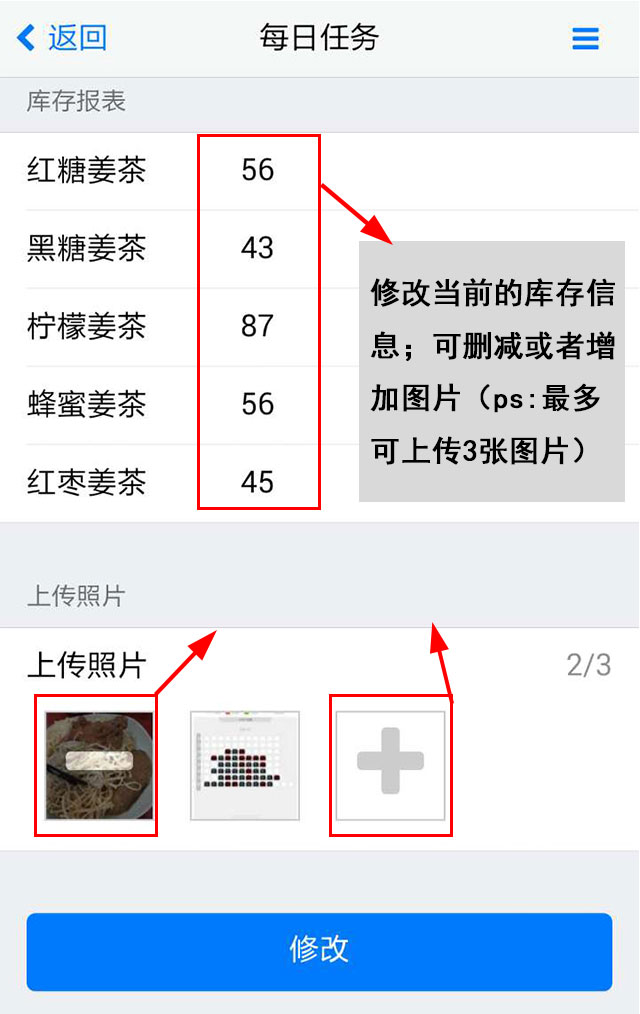 返回
每日任务
库存报表
红糖姜茶 56
黑糖姜茶 43
柠檬姜茶 87
蜂蜜姜茶 56
红枣姜茶 45
修改当前的库存信
息；可删减或者增
加图片（ps:最多
可上传3张图片）
上传照片
上传照片 2/3
修改